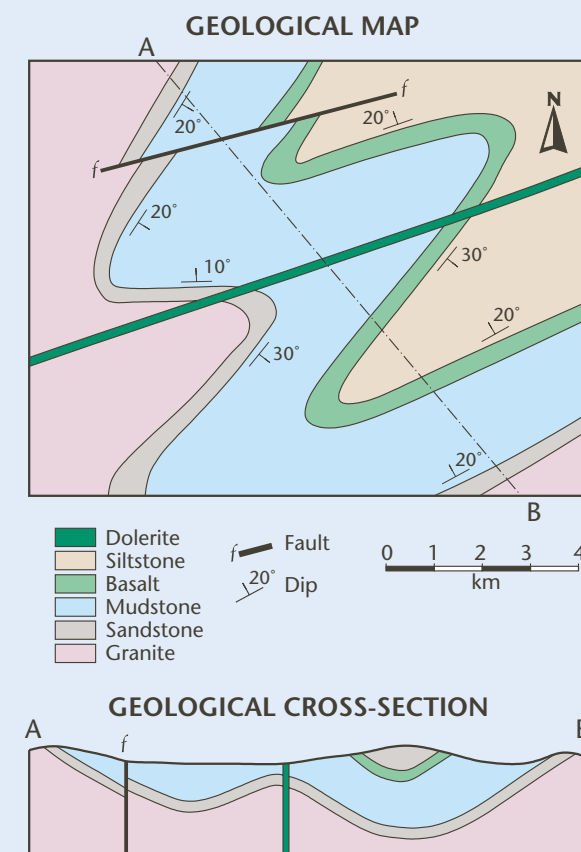 GEOLOGICAL MAP
A
f
20°
N
20°
f
20°
30°
10°
20°
30°
20°
B
Dolerite
Siltstone
Basalt
Mudstone
Sandstone
Granite
f Fault
20° Dip
0 1 2 3 4
km
GEOLOGICAL CROSS-SECTION
A
f